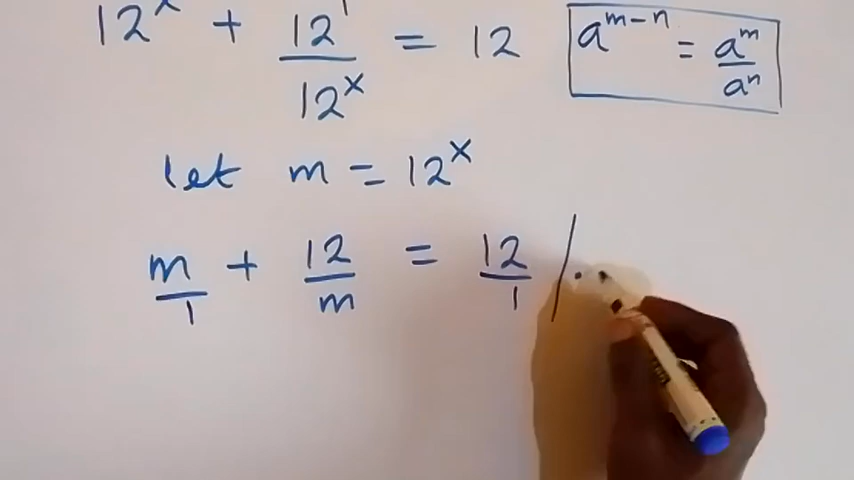 12^x + 12^1/12^x = 12
a^{m-n} = a^m/a^n
let m = 12^x
m/1 + 12/m = 12/1 | ·